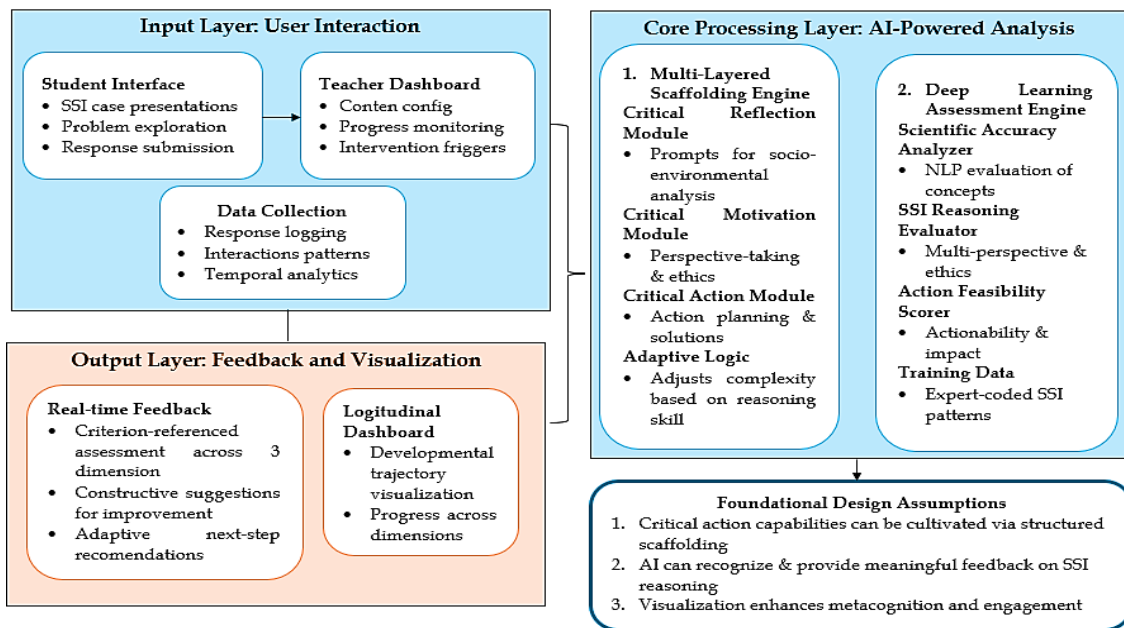 Input Layer: User Interaction
Student Interface
• SSI case presentations
• Problem exploration
• Response submission
Teacher Dashboard
• Conten config
• Progress monitoring
• Intervention friggers
Data Collection
• Response logging
• Interactions patterns
• Temporal analytics
Output Layer: Feedback and Visualization
Real-time Feedback
• Criterion-referenced
assessment across 3
dimension
• Constructive suggestions
for improvement
• Adaptive next-step
recomendations
Logitudinal
Dashboard
• Developmental
trajectory
visualization
• Progress across
dimensions
Core Processing Layer: AI-Powered Analysis
1. Multi-Layered
Scaffolding Engine
Critical Reflection
Module
• Prompts for socio-
environmental
analysis
Critical Motivation
Module
• Perspective-taking
& ethics
Critical Action Module
• Action planning &
solutions
Adaptive Logic
• Adjusts complexity
based on reasoning
skill
2. Deep Learning
Assessment Engine
Scientific Accuracy
Analyzer
• NLP evaluation of
concepts
SSI Reasoning
Evaluator
• Multi-perspective &
ethics
Action Feasibility
Scorer
• Actionability &
impact
Training Data
• Expert-coded SSI
patterns
Foundational Design Assumptions
1. Critical action capabilities can be cultivated via structured
scaffolding
2. AI can recognize & provide meaningful feedback on SSI
reasoning
3. Visualization enhances metacognition and engagement